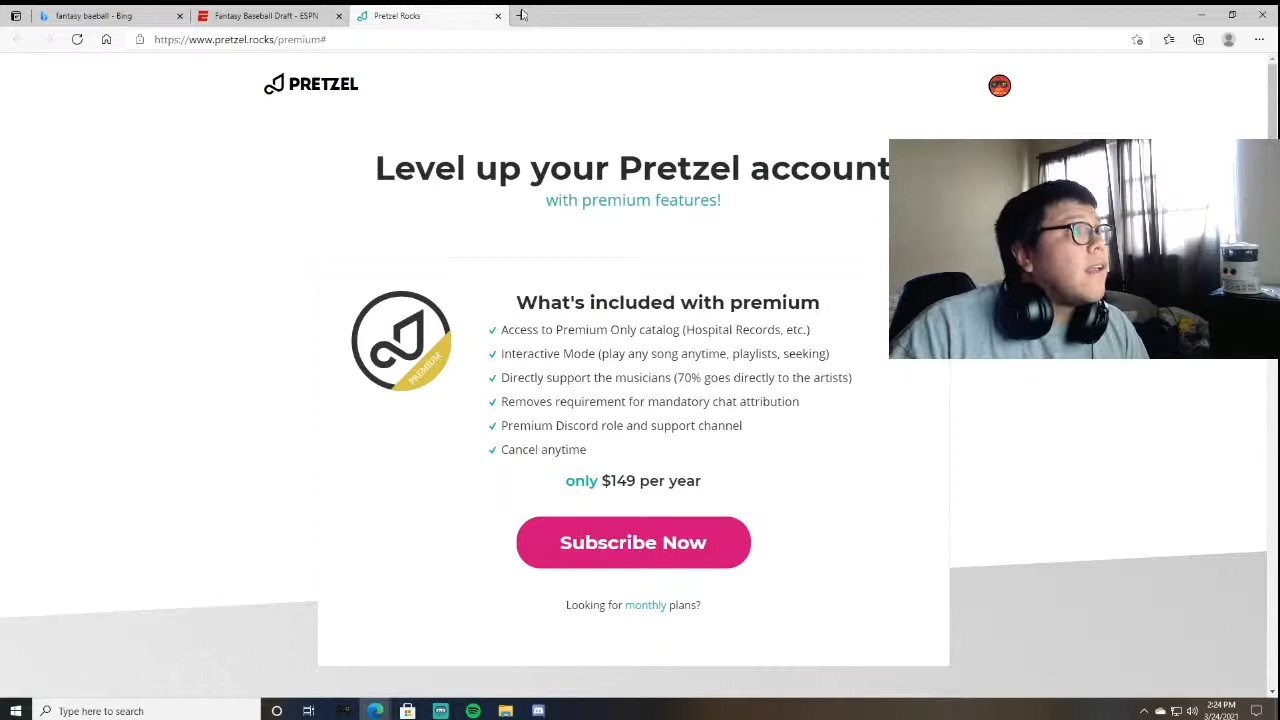 fantasy baseball - Bing
Fantasy Baseball Draft - ESPN
Pretzel Rocks
https://www.pretzel.rocks/premium#
PRETZEL
Level up your Pretzel account
with premium features!
PREMIUM
What's included with premium
Access to Premium Only catalog (Hospital Records, etc.)
Interactive Mode (play any song anytime, playlists, seeking)
Directly support the musicians (70% goes directly to the artists)
Removes requirement for mandatory chat attribution
Premium Discord role and support channel
Cancel anytime
only $149 per year
Subscribe Now
Looking for monthly plans?
Type here to search
2:24 PM
3/24/2021